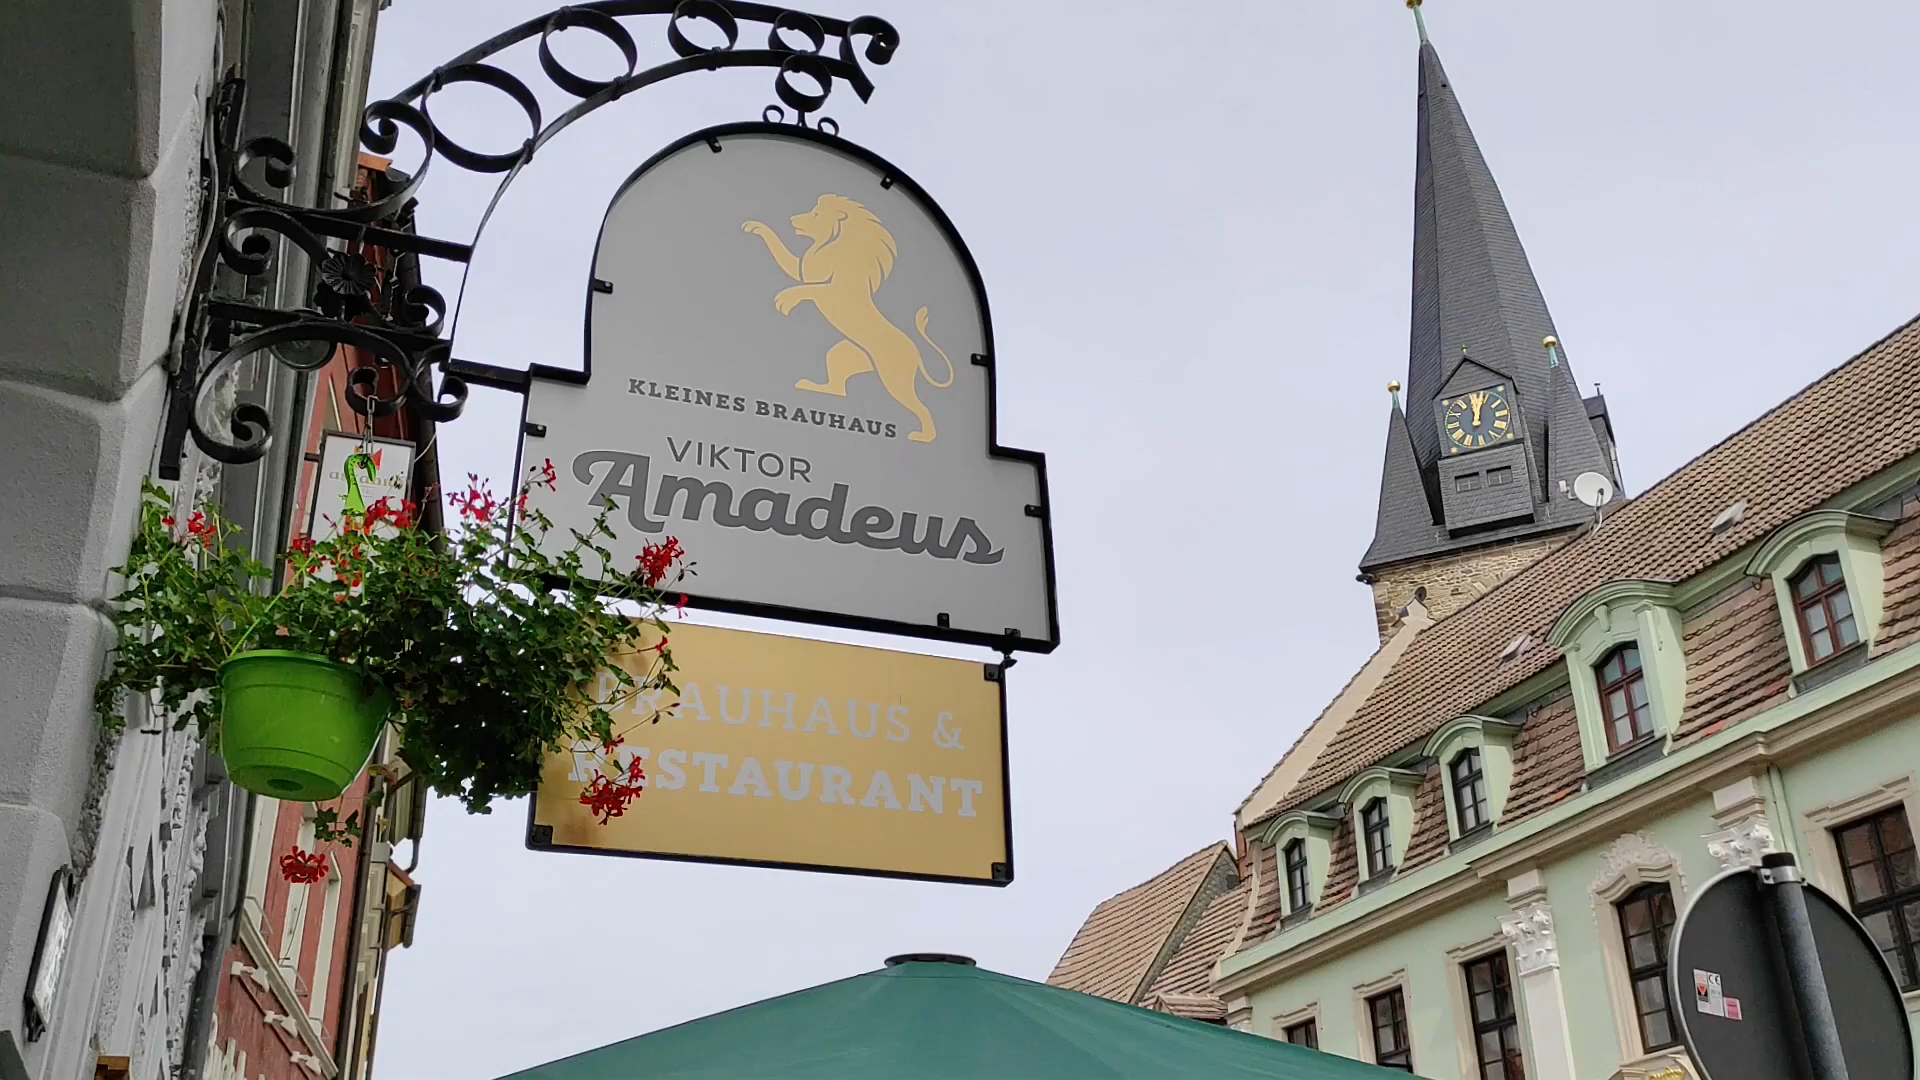 KLEINES BRAUHAUS
VIKTOR
Amadeus
BRAUHAUS &
RESTAURANT